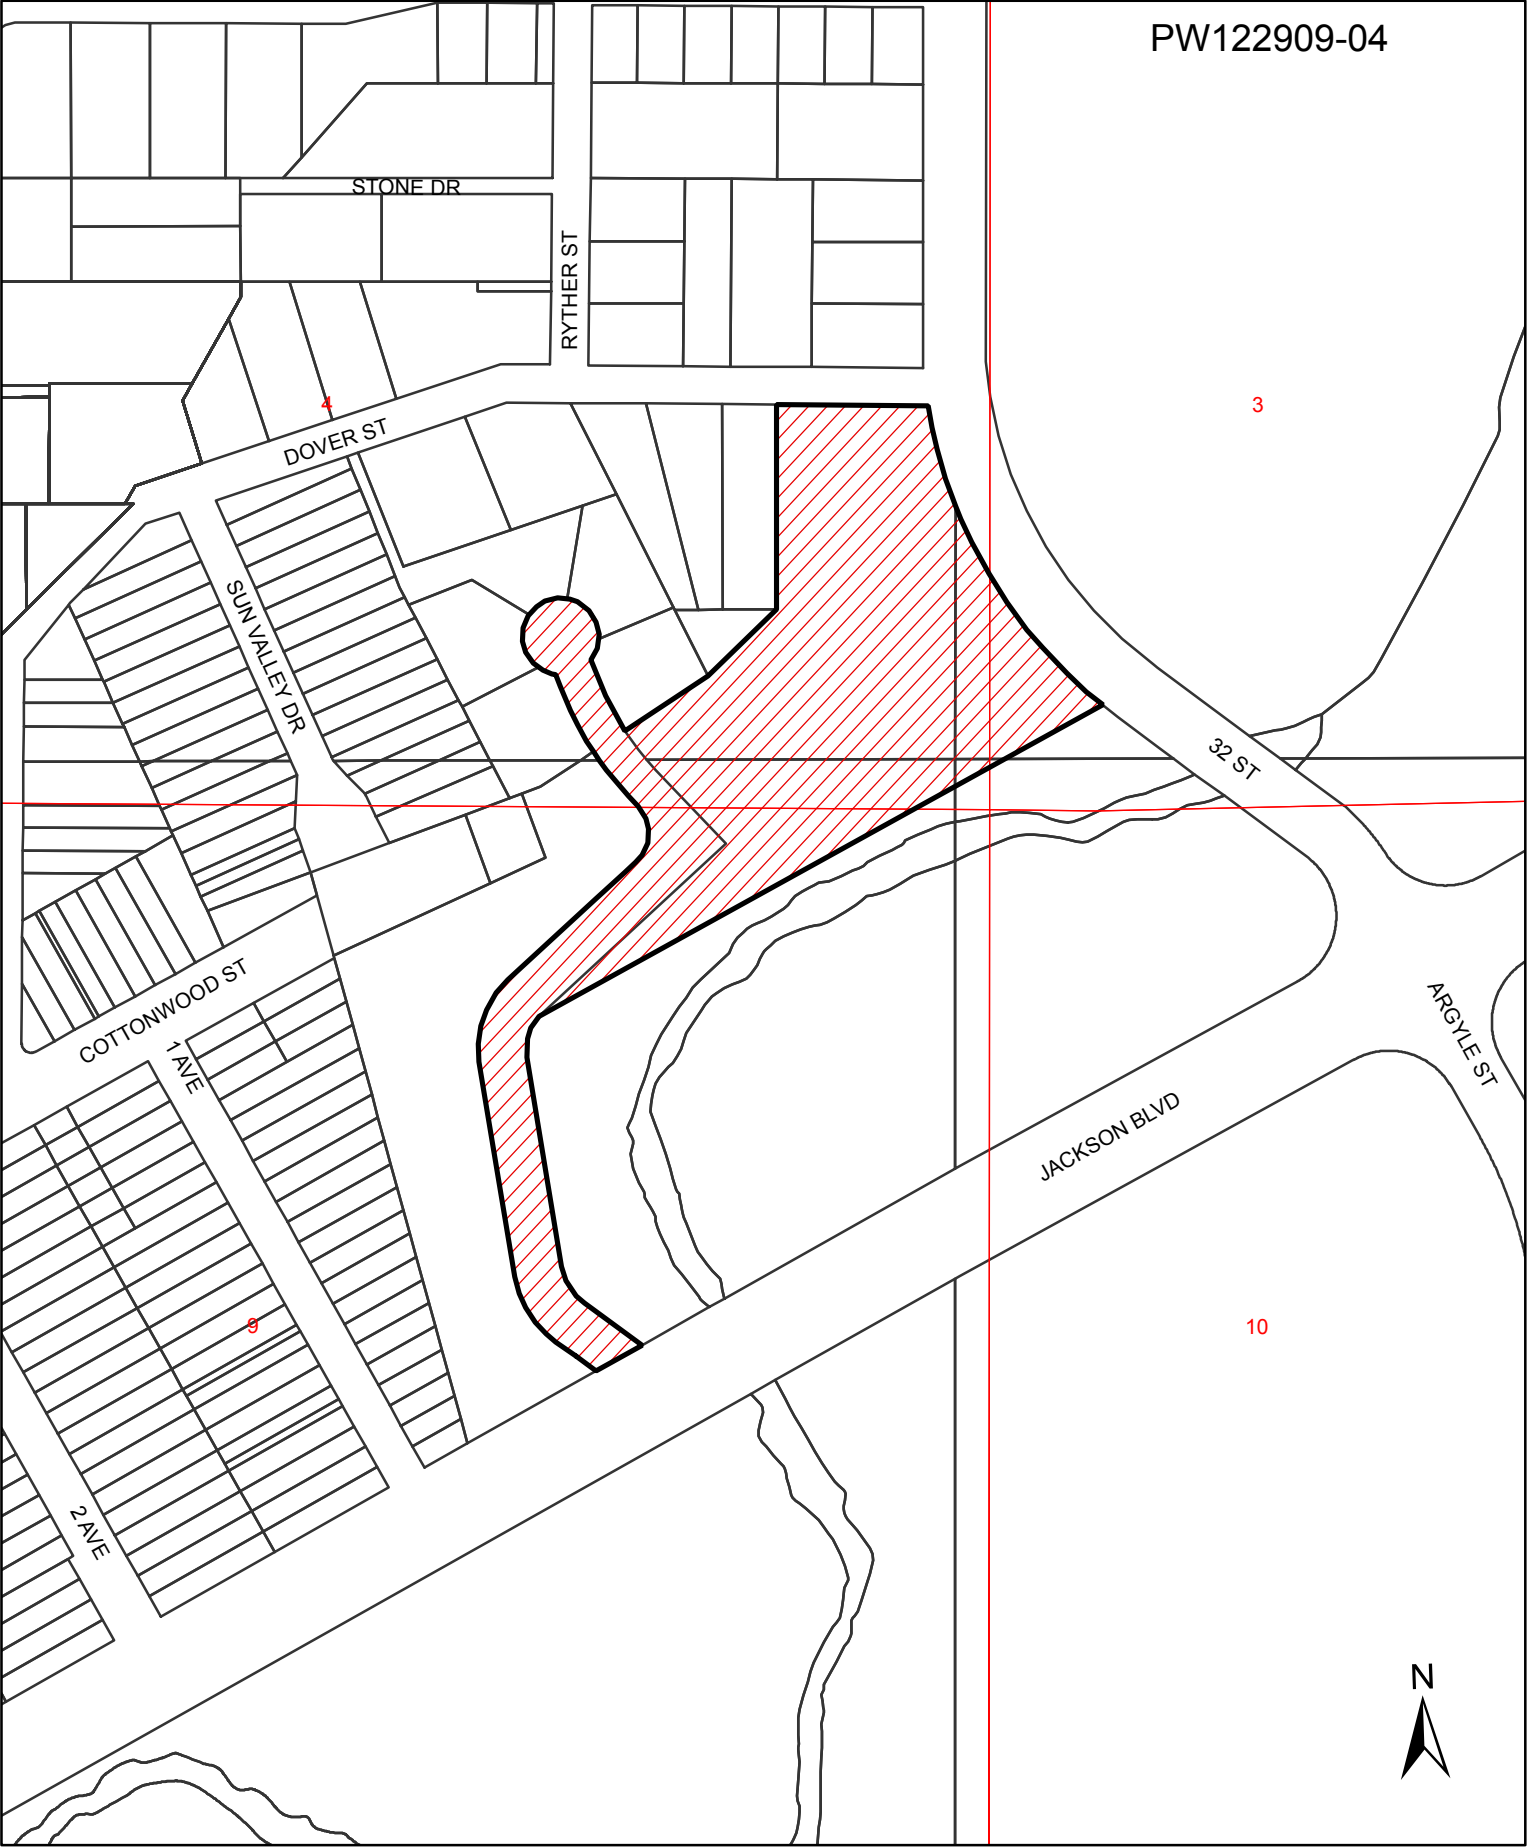 PW122909-04
STONE DR
RYTHER ST
4
3
DOVER ST
SUN VALLEY DR
32 ST
COTTONWOOD ST
ARGYLE ST
1 AVE
JACKSON BLVD
9
10
2 AVE
N